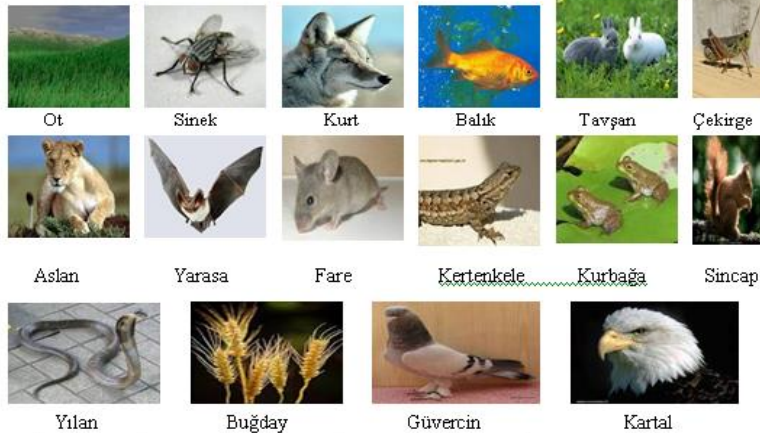 Ot Sinek Kurt Balık Tavşan Çekirge
Aslan Yarasa Fare Kertenkele Kurbağa Sincap
Yılan Buğday Güvercin Kartal